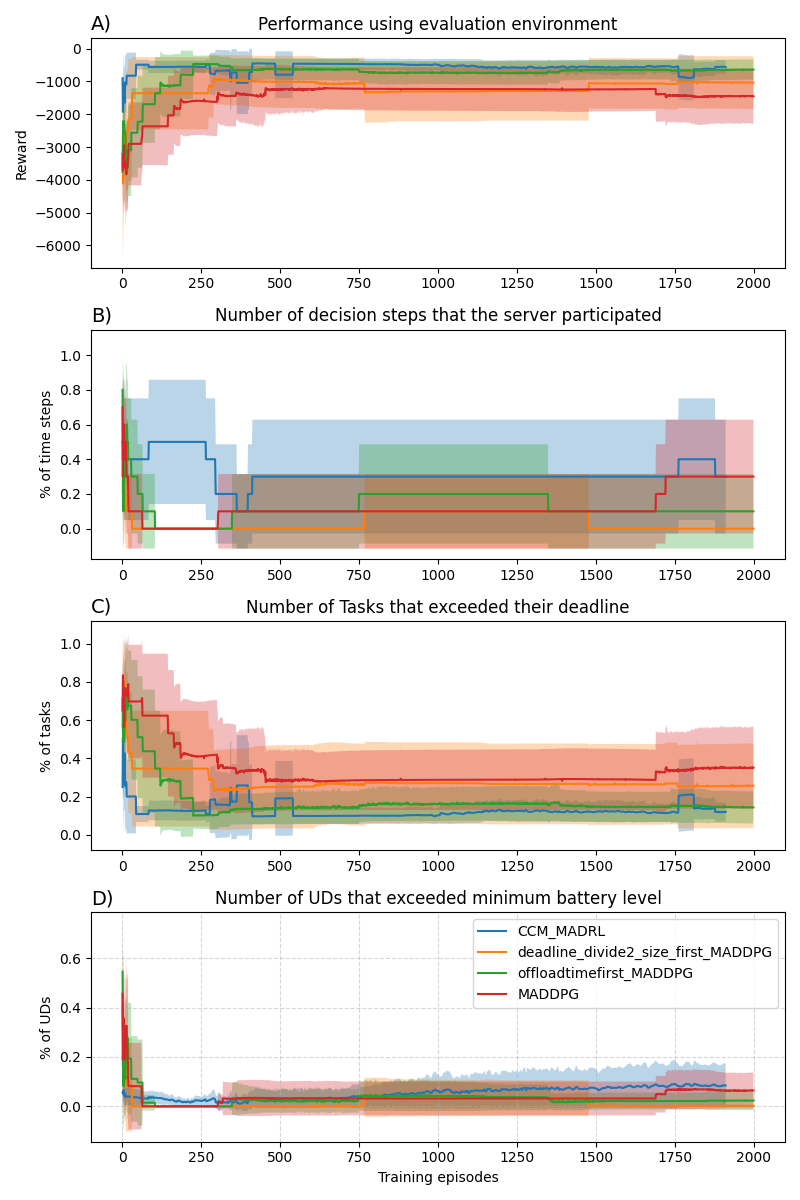 A) Performance using evaluation environment
0
−1000
−2000
−3000
−4000
−5000
−6000
Reward
0 250 500 750 1000 1250 1500 1750 2000
B) Number of decision steps that the server participated
1.0
0.8
0.6
0.4
0.2
0.0
% of time steps
0 250 500 750 1000 1250 1500 1750 2000
C) Number of Tasks that exceeded their deadline
1.0
0.8
0.6
0.4
0.2
0.0
% of tasks
0 250 500 750 1000 1250 1500 1750 2000
D) Number of UDs that exceeded minimum battery level
CCM_MADRL
deadline_divide2_size_first_MADDPG
offloadtimefirst_MADDPG
MADDPG
0.6
0.4
0.2
0.0
% of UDs
0 250 500 750 1000 1250 1500 1750 2000
Training episodes